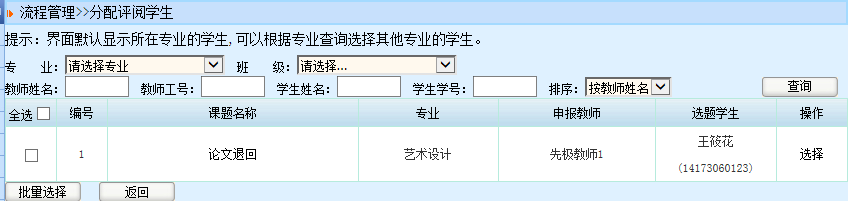 流程管理>>分配评阅学生
提示：界面默认显示所在专业的学生,可以根据专业查询选择其他专业的学生。
专 业：请选择专业 班 级：请选择...
教师姓名： 教师工号： 学生姓名： 学生学号： 排序：按教师姓名 查询
全选 编号 课题名称 专业 申报教师 选题学生 操作
1 论文退回 艺术设计 先极教师1 王筱花 选择
(14173060123)
批量选择 返回